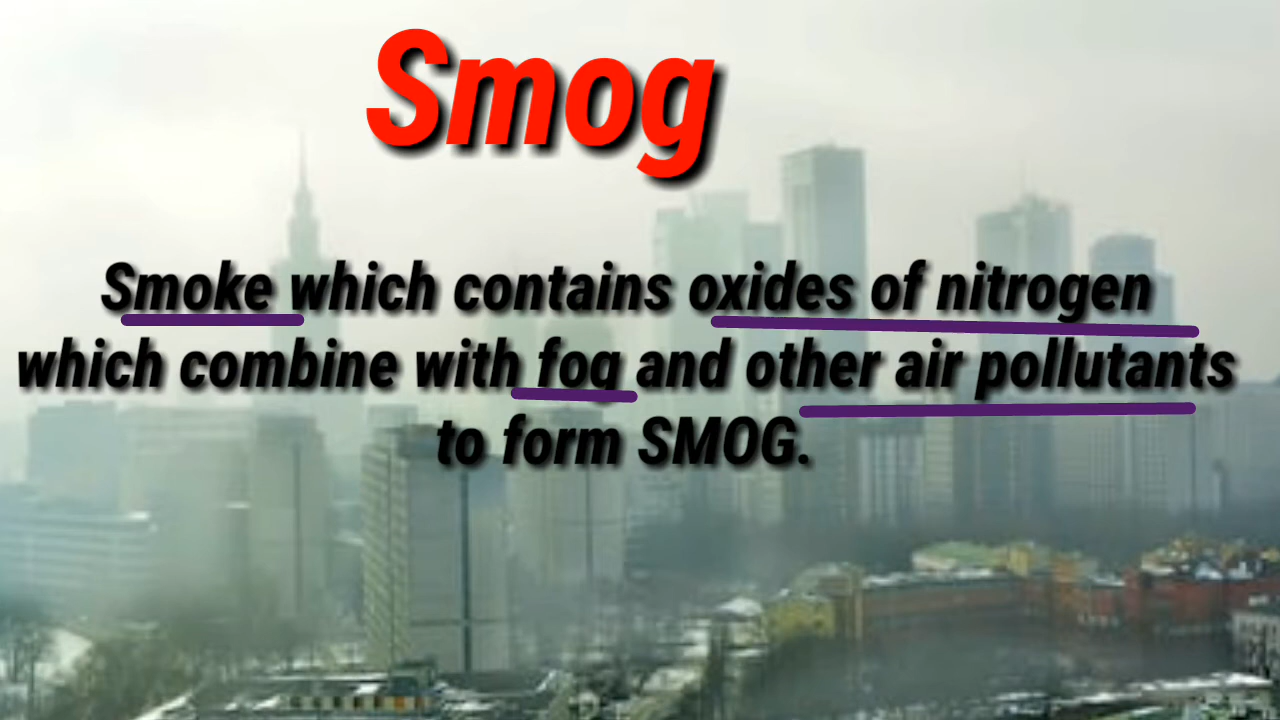 Smog
Smoke which contains oxides of nitrogen
which combine with fog and other air pollutants
to form SMOG.